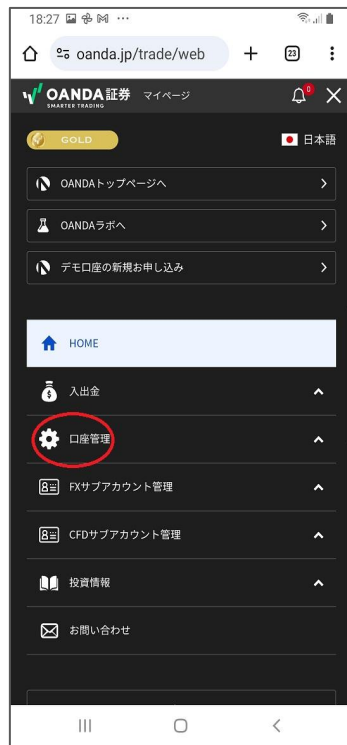 18:27
oanda.jp/trade/web
23
OANDA証券 マイページ
SMARTER TRADING
GOLD
日本語
OANDAトップページへ
OANDAラボへ
デモ口座の新規お申し込み
HOME
入出金
口座管理
FXサブアカウント管理
CFDサブアカウント管理
投資情報
お問い合わせ